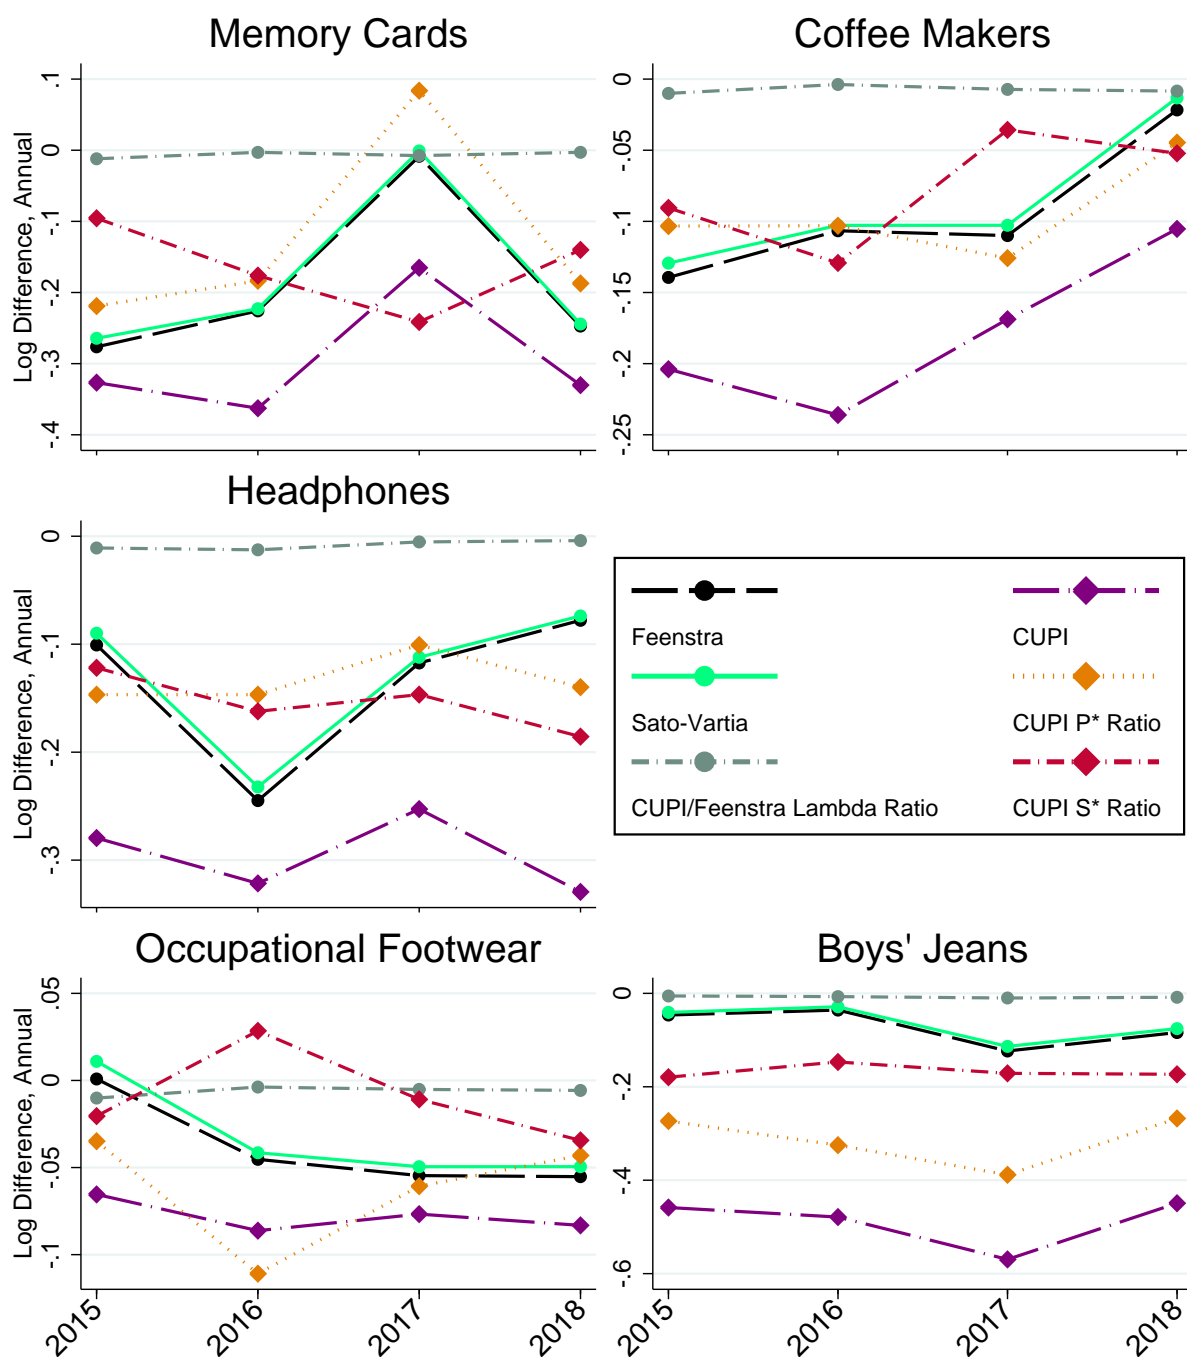 Memory Cards
Coffee Makers
Log Difference, Annual
.1
0
-.1
-.2
-.3
-.4
0
-.05
-.1
-.15
-.2
-.25
Headphones
Log Difference, Annual
0
-.1
-.2
-.3
Feenstra
CUPI
Sato-Vartia
CUPI P* Ratio
CUPI/Feenstra Lambda Ratio
CUPI S* Ratio
Occupational Footwear
Boys' Jeans
Log Difference, Annual
.05
0
-.05
-.1
0
-.2
-.4
-.6
2015
2016
2017
2018
2015
2016
2017
2018